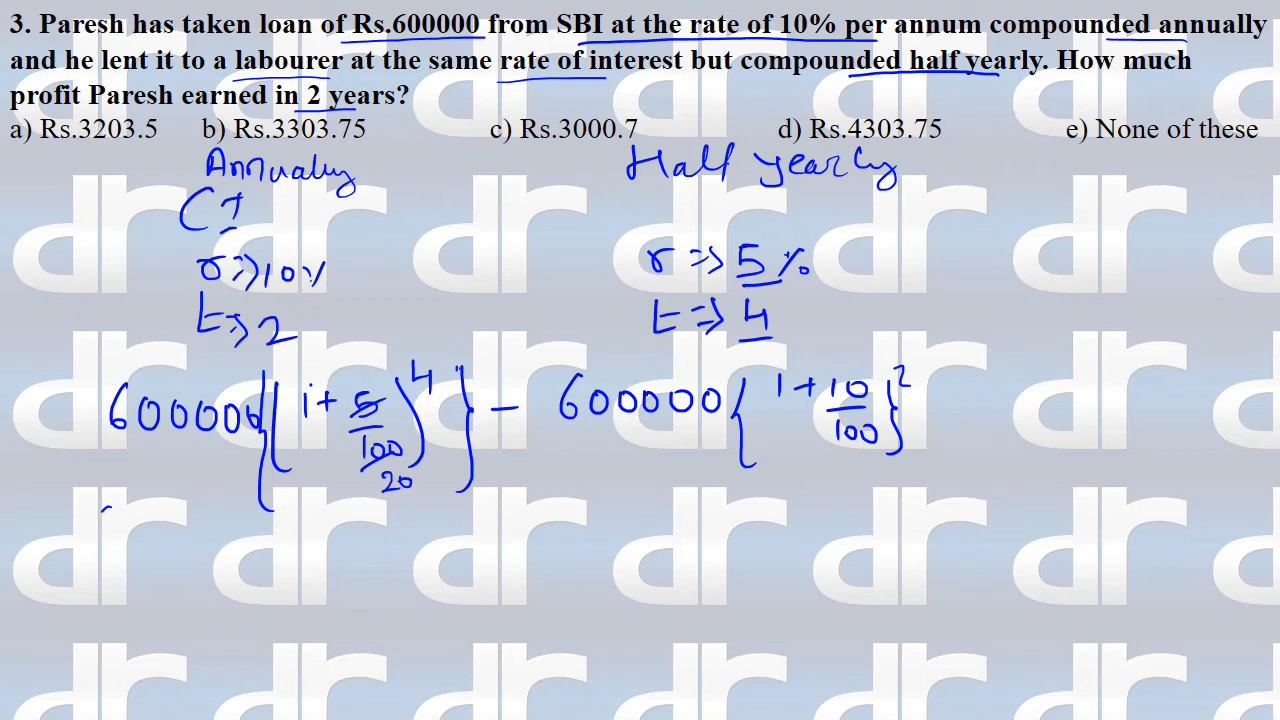 3. Paresh has taken loan of Rs.600000 from SBI at the rate of 10% per annum compounded annually
and he lent it to a labourer at the same rate of interest but compounded half yearly. How much
profit Paresh earned in 2 years?
a) Rs.3203.5 b) Rs.3303.75 c) Rs.3000.7 d) Rs.4303.75 e) None of these
Annually Half yearly
CI
r => 10% r => 5%
t => 2 t => 4
600000{(1+5/100)^4} - 600000{1+10/100}^2
20